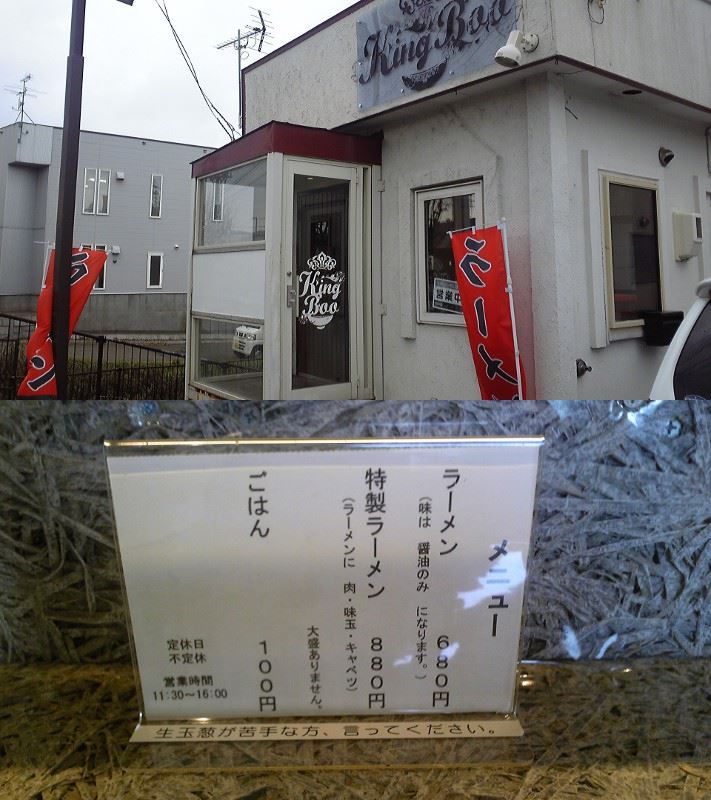 King Boo
King
Boo
営業中
ラーメ
ラ
ン
メニュー
ラーメン 680円
(味は 醤油のみ になります。)
特製ラーメン 880円
(ラーメンに 肉・味玉・キャベツ)
大盛ありません。
ごはん 100円
定休日
不定休
営業時間
11:30～16:00
生玉葱が苦手な方、言ってください。